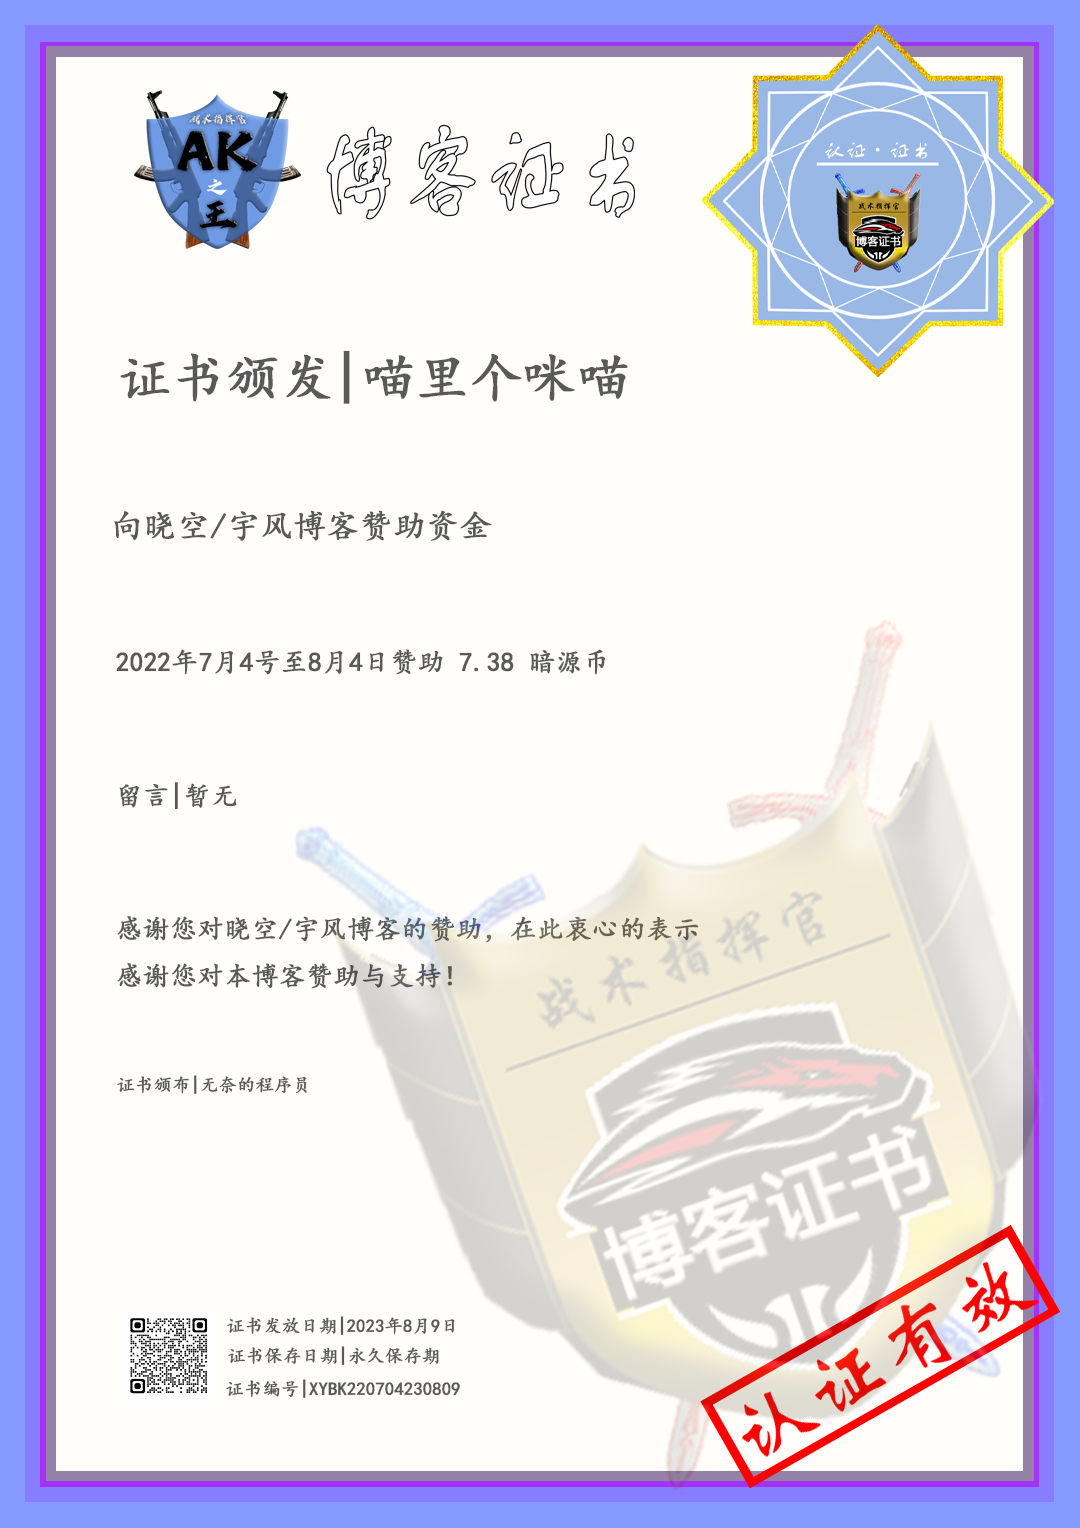 战术指挥官
AK
之
王
博客证书
认证·证书
战术指挥官
博客证书
证书颁发|喵里个咪喵
向晓空/宇风博客赞助资金
2022年7月4号至8月4日赞助 7.38 暗源币
留言|暂无
感谢您对晓空/宇风博客的赞助，在此衷心的表示
感谢您对本博客赞助与支持！
战术指挥官
博客证书
证书颁布|无奈的程序员
证书发放日期|2023年8月9日
证书保存日期|永久保存期
证书编号|XYBK220704230809
认证有效